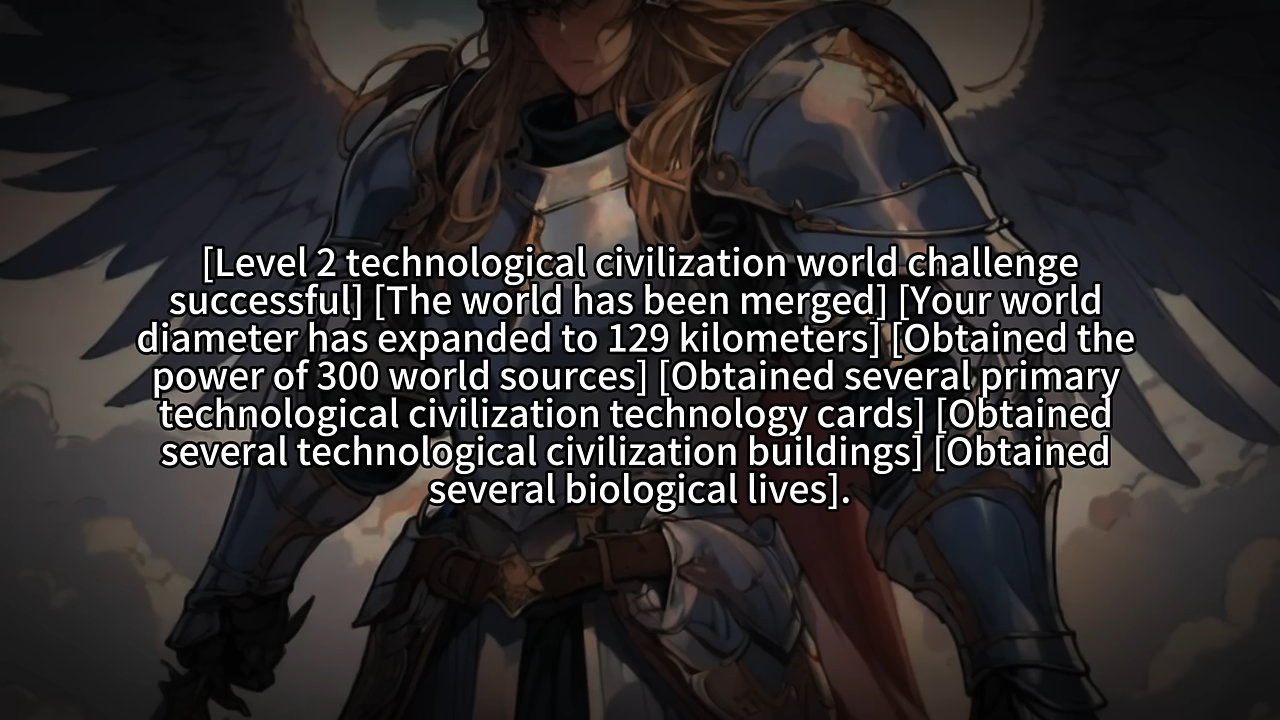 [Level 2 technological civilization world challenge
successful] [The world has been merged] [Your world
diameter has expanded to 129 kilometers] [Obtained the
power of 300 world sources] [Obtained several primary
technological civilization technology cards] [Obtained
several technological civilization buildings] [Obtained
several biological lives].